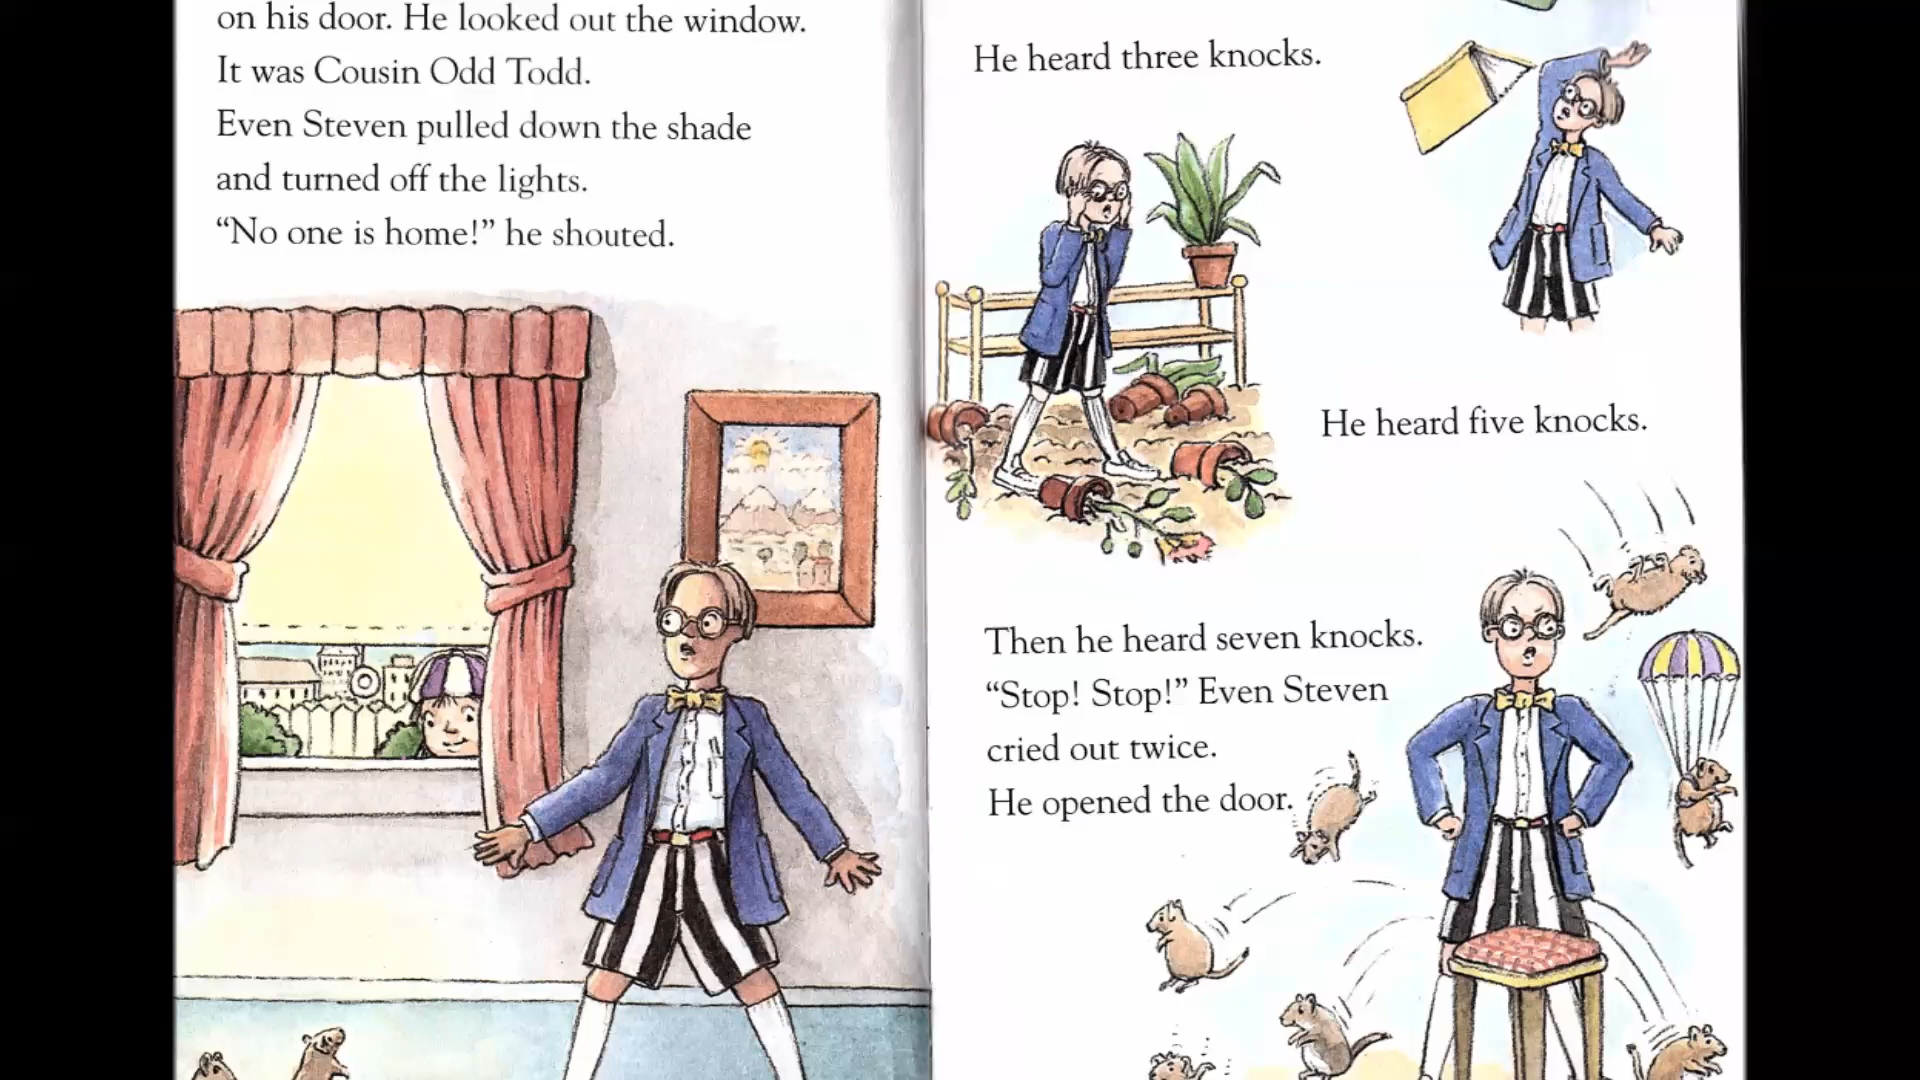 on his door. He looked out the window.
It was Cousin Odd Todd.
Even Steven pulled down the shade
and turned off the lights.
“No one is home!” he shouted.
He heard three knocks.
He heard five knocks.
Then he heard seven knocks.
“Stop! Stop!” Even Steven
cried out twice.
He opened the door.